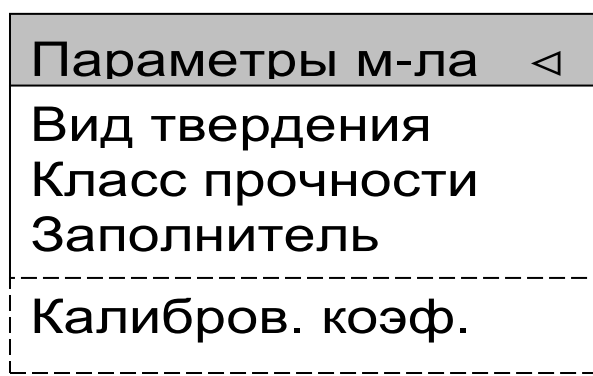 Параметры м-ла ◁
Вид твердения
Класс прочности
Заполнитель
Калибров. коэф.